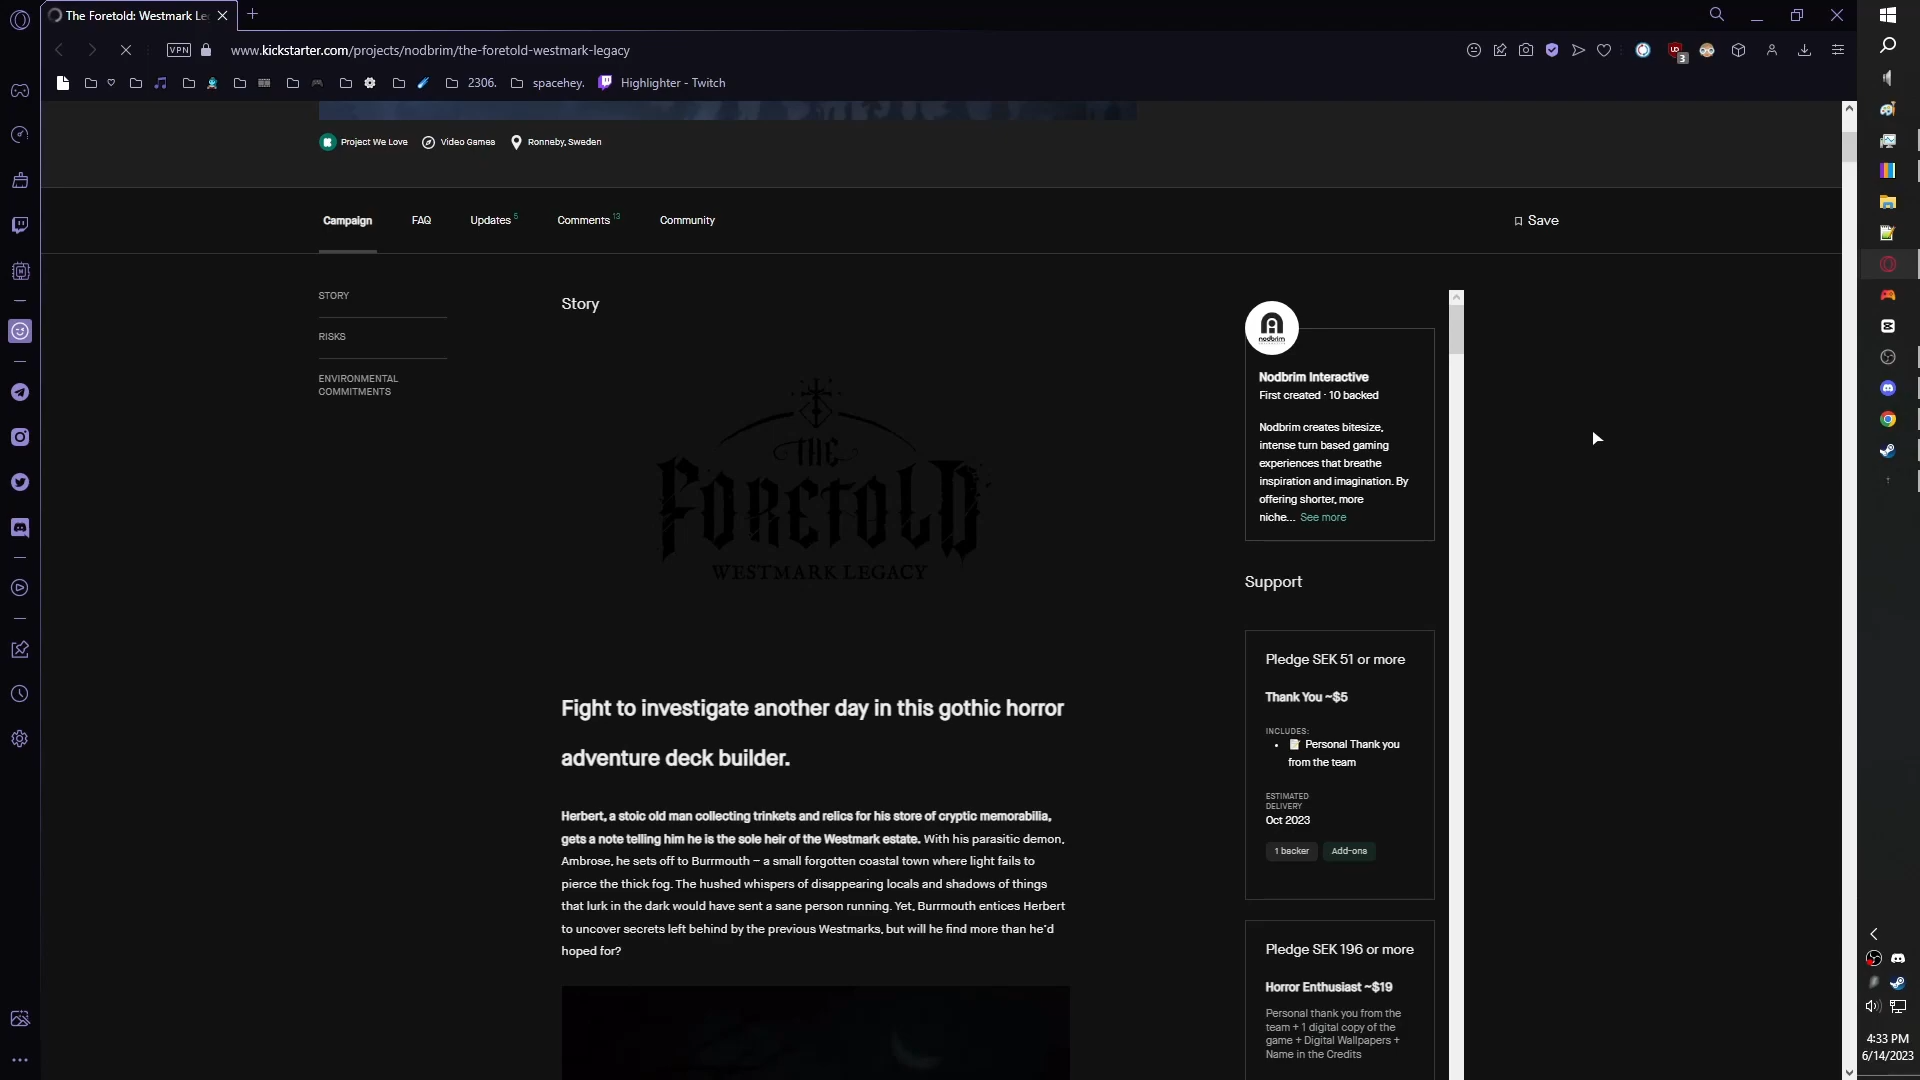 The Foretold: Westmark Le
VPN
www.kickstarter.com/projects/nodbrim/the-foretold-westmark-legacy
3
2306.
spacehey.
Highlighter - Twitch
Project We Love
Video Games
Ronneby, Sweden
Campaign
FAQ
Updates 5
Comments 13
Community
Save
STORY
RISKS
ENVIRONMENTAL
COMMITMENTS
Story
THE
FORETOLD
WESTMARK LEGACY
Fight to investigate another day in this gothic horror
adventure deck builder.
Herbert, a stoic old man collecting trinkets and relics for his store of cryptic memorabilia,
gets a note telling him he is the sole heir of the Westmark estate. With his parasitic demon,
Ambrose, he sets off to Burrmouth – a small forgotten coastal town where light fails to
pierce the thick fog. The hushed whispers of disappearing locals and shadows of things
that lurk in the dark would have sent a sane person running. Yet, Burrmouth entices Herbert
to uncover secrets left behind by the previous Westmarks, but will he find more than he'd
hoped for?
nodbrim
Nodbrim Interactive
First created · 10 backed
Nodbrim creates bitesize,
intense turn based gaming
experiences that breathe
inspiration and imagination. By
offering shorter, more
niche... See more
Support
Pledge SEK 51 or more
Thank You ~$5
INCLUDES:
• Personal Thank you
from the team
ESTIMATED
DELIVERY
Oct 2023
1 backer
Add-ons
Pledge SEK 196 or more
Horror Enthusiast ~$19
Personal thank you from the
team + 1 digital copy of the
game + Digital Wallpapers +
Name in the Credits
4:33 PM
6/14/2023